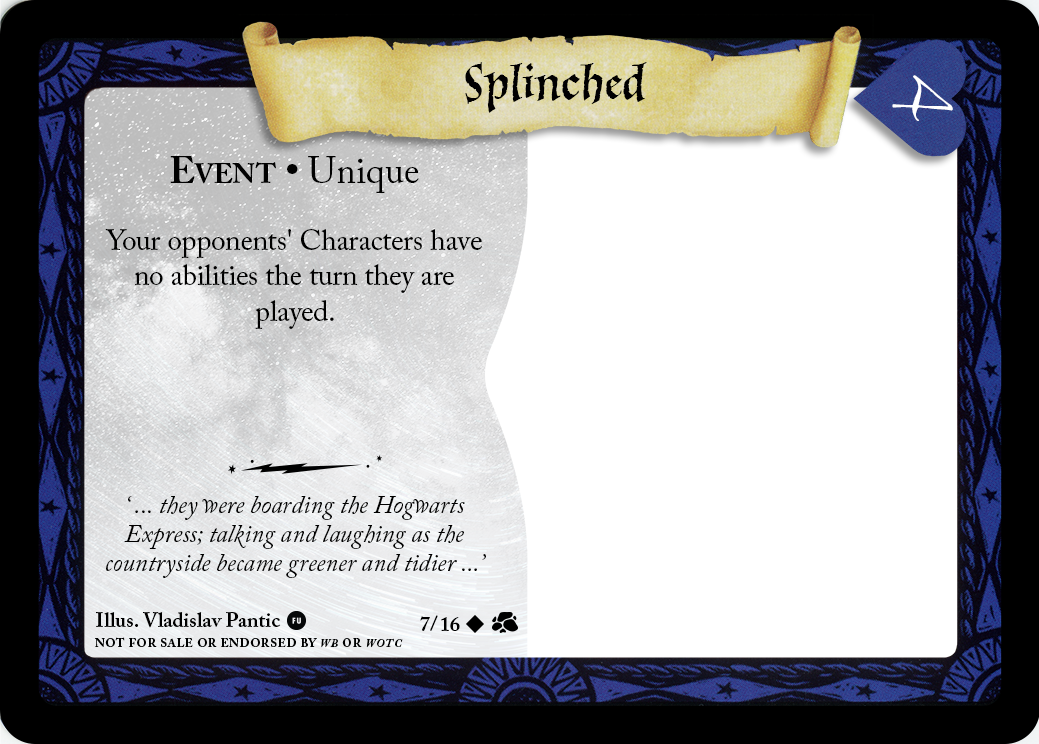 Splinched
4
EVENT • Unique
Your opponents' Characters have
no abilities the turn they are
played.
‘... they were boarding the Hogwarts
Express; talking and laughing as the
countryside became greener and tidier ...’
Illus. Vladislav Pantic FU
7/16
NOT FOR SALE OR ENDORSED BY WB OR WOTC